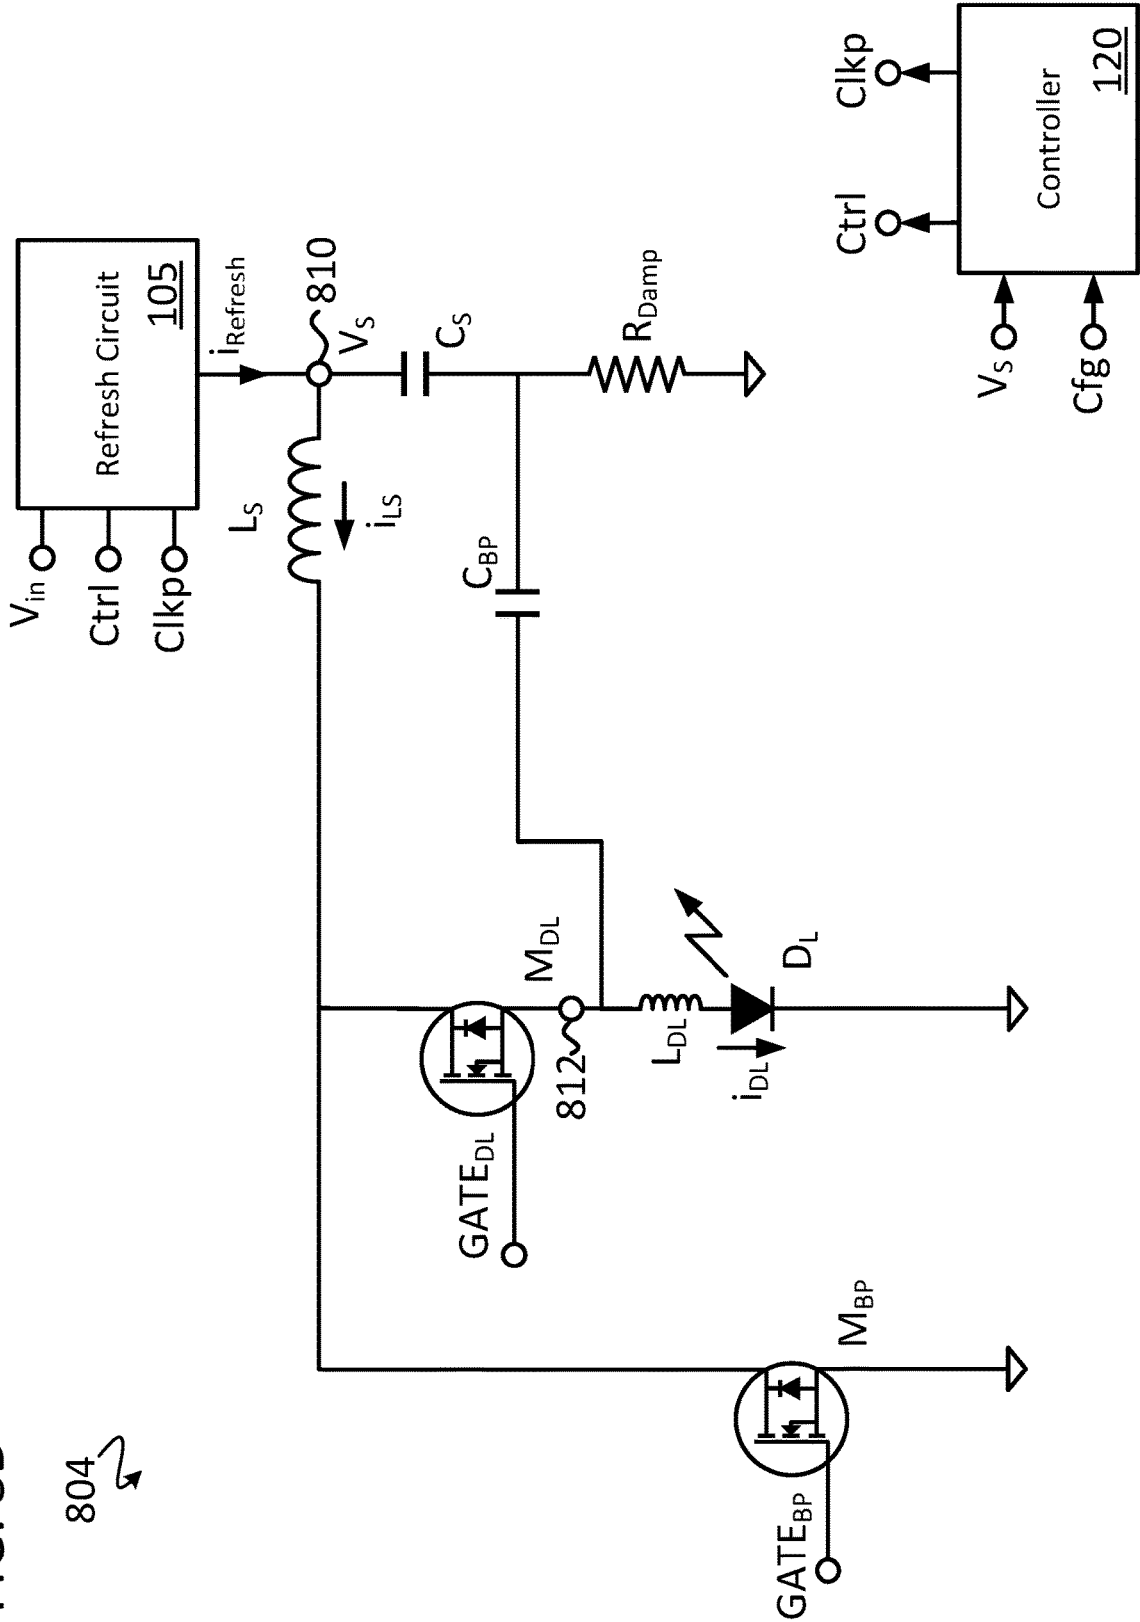 804
V_in
Ctrl
Clkp
Refresh Circuit
105
i_Refresh
810
V_S
L_S
i_LS
C_S
C_BP
R_Damp
GATE_DL
M_DL
812
L_DL
i_DL
D_L
GATE_BP
M_BP
Ctrl
Clkp
Controller
120
V_S
Cfg